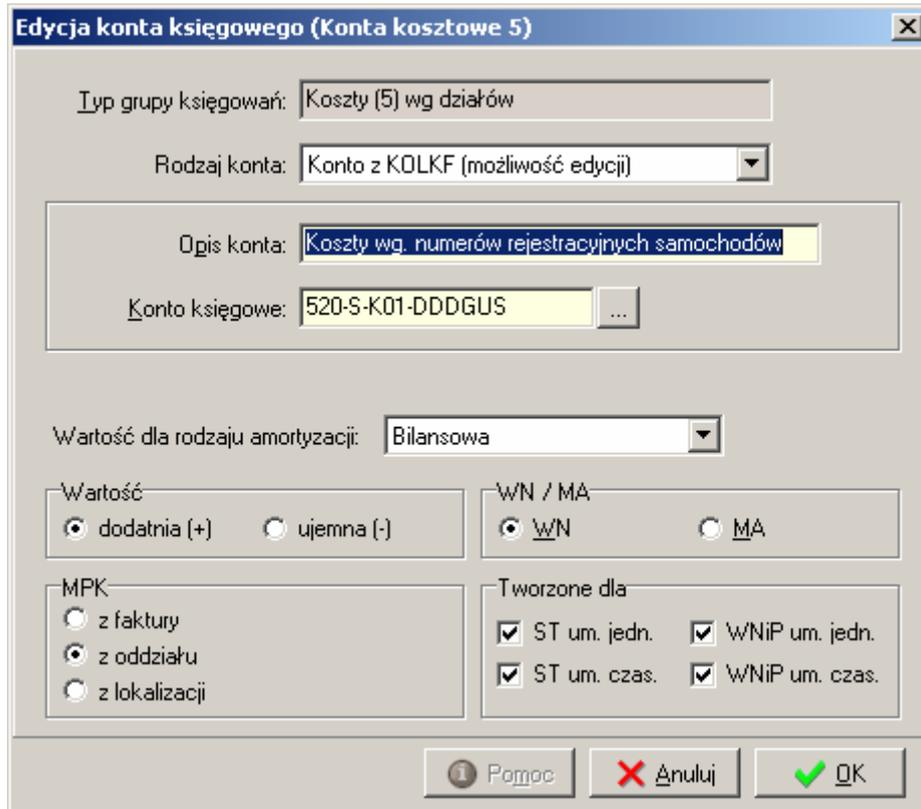 Edycja konta księgowego (Konta kosztowe 5)
Typ grupy księgowań: Koszty (5) wg działów
Rodzaj konta: Konto z KOLKF (możliwość edycji)
Opis konta: Koszty wg. numerów rejestracyjnych samochodów
Konto księgowe: 520-S-K01-DDDGUS ...
Wartość dla rodzaju amortyzacji: Bilansowa
Wartość
dodatnia (+) ujemna (-)
WN / MA
WN MA
MPK
z faktury
z oddziału
z lokalizacji
Tworzone dla
ST um. jedn. WNiP um. jedn.
ST um. czas. WNiP um. czas.
Pomoc Anuluj OK